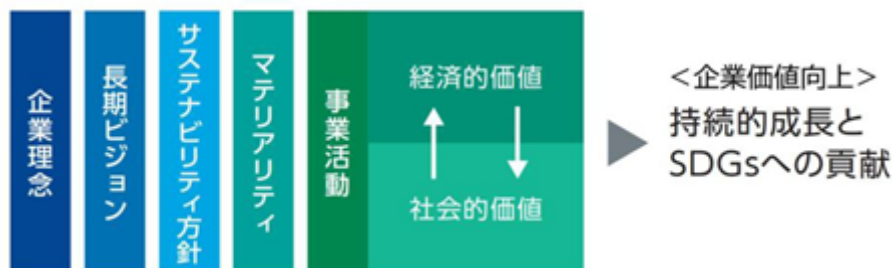 企業理念
長期ビジョン
サステナビリティ方針
マテリアリティ
事業活動
経済的価値
社会的価値
＜企業価値向上＞
持続的成長と
SDGsへの貢献